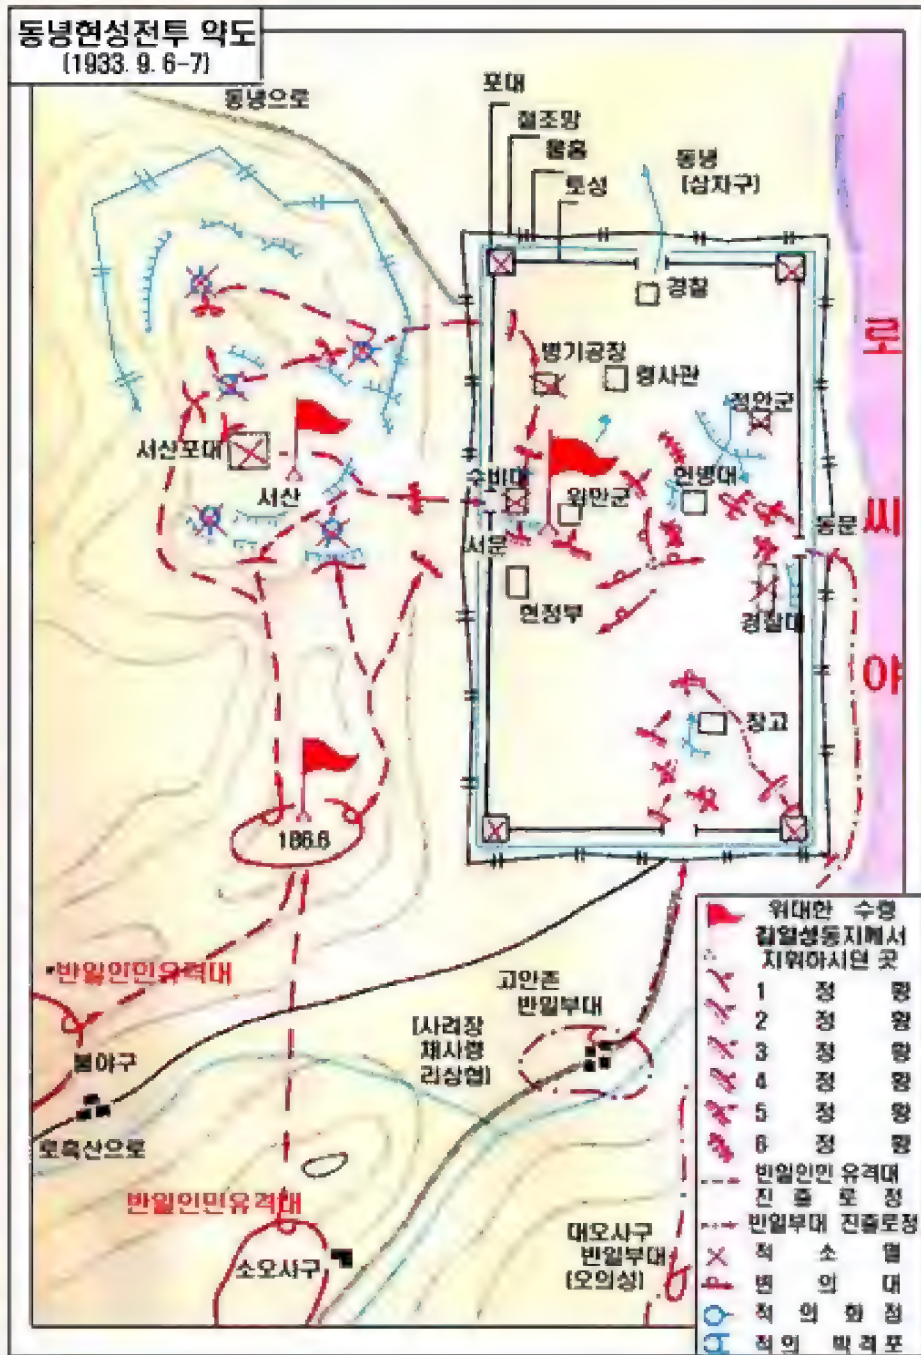 동녕현성전투 약도
(1933. 9. 6-7)
동녕으로
포대
철조망
물홈
토성
동녕
(삼차구)
경찰
병기공장
령사관
정안군
서산포대
서산
수비대
위만군
헌병대
서문
동문
현정부
경찰대
창고
로
씨
야
186.6
반일인민유격대
불야구
로흑산으로
고안촌
반일부대
(사려장
채사령
리상협)
반일인민유격대
소오사구
대오사구
반일부대
(오의성)
위대한 수령
김일성동지께서
지휘하시던 곳
1 정 황
2 정 황
3 정 황
4 정 황
5 정 황
6 정 황
반일인민 유격대
진 출 로 정
반일부대 진출로정
적 소 멸
변 의 대
적 의 화 점
적의 박격포